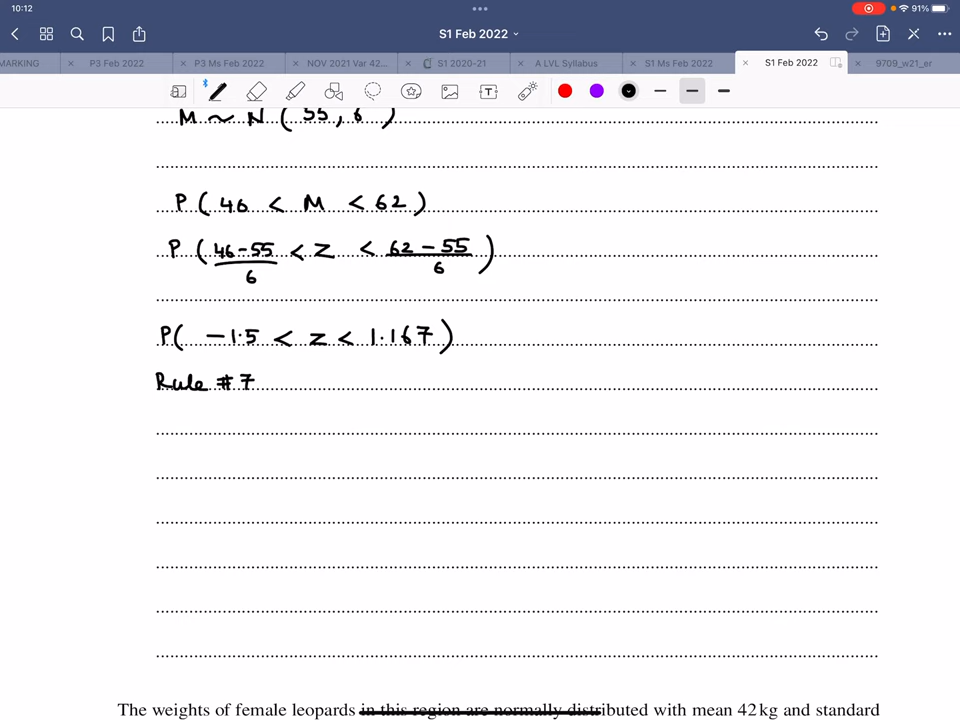 10:12
91%
S1 Feb 2022
MARKING
P3 Feb 2022
P3 Ms Feb 2022
NOV 2021 Var 42...
S1 2020-21
A LVL Syllabus
S1 Ms Feb 2022
S1 Feb 2022
9709_w21_er
M ~ N ( 55, 6 )
P ( 46 < M < 62 )
P ( 46-55/6 < Z < 62-55/6 )
P( -1.5 < z < 1.167 )
Rule #7
The weights of female leopards in this region are normally distributed with mean 42 kg and standard